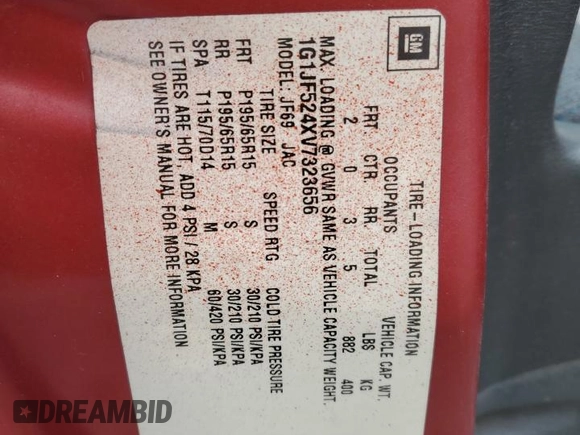 GM
TIRE-LOADING INFORMATION
OCCUPANTS VEHICLE CAP. WT.
FRT CTR RR. TOTAL LBS KG
2 0 3 5 882 400
MAX. LOADING @ GVWR SAME AS VEHICLE CAPACITY WEIGHT.
1G1JF524XV7323656
MODEL: JF69 JAC
TIRE SIZE SPEED RTG COLD TIRE PRESSURE
FRT P195/65R15 S 30/210 PSI/KPA
RR P195/65R15 S 30/210 PSI/KPA
SPA T115/70D14 M 60/420 PSI/KPA
IF TIRES ARE HOT, ADD 4 PSI / 28 KPA
SEE OWNER'S MANUAL FOR MORE INFORMATION
DREAMBID